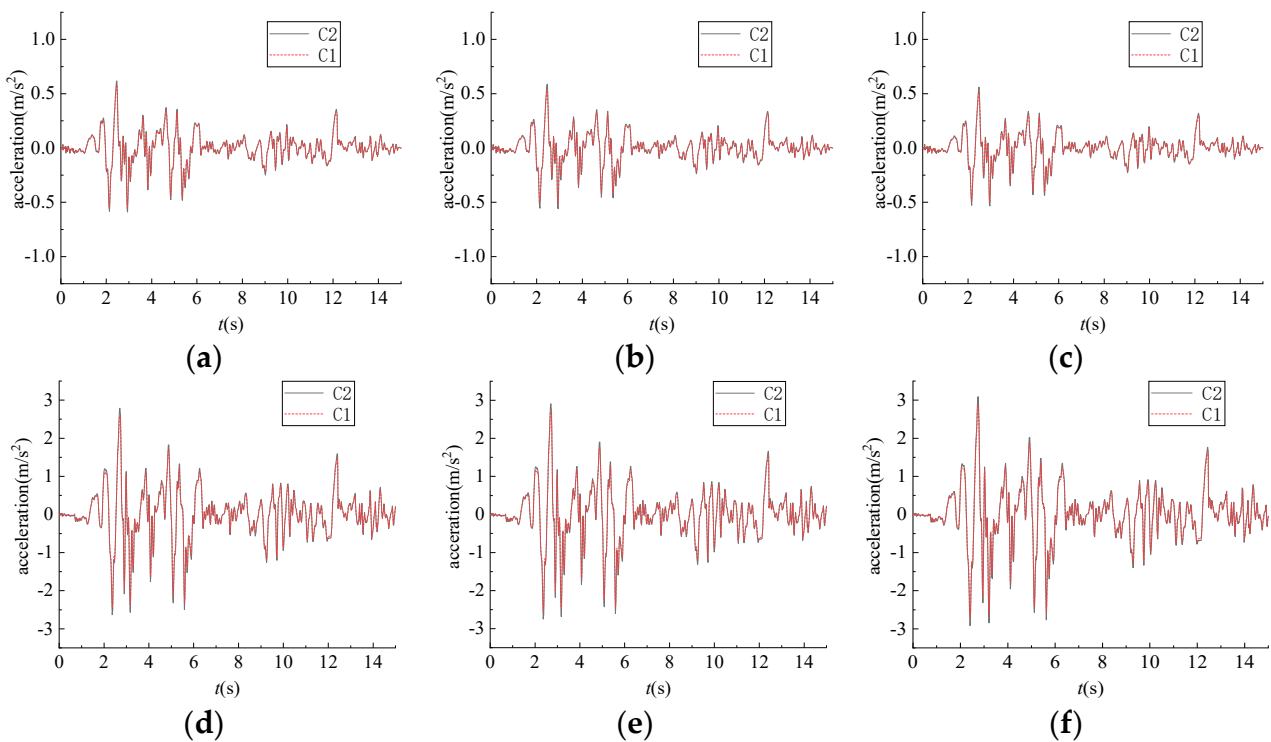 1.0
0.5
0.0
-0.5
-1.0
acceleration(m/s²)
C2
C1
0 2 4 6 8 10 12 14
t(s)
(a)
1.0
0.5
0.0
-0.5
-1.0
acceration(m/s²)
C2
C1
0 2 4 6 8 10 12 14
t(s)
(b)
1.0
0.5
0.0
-0.5
-1.0
acceleration(m/s²)
C2
C1
0 2 4 6 8 10 12 14
t(s)
(c)
3
2
1
0
-1
-2
-3
acceleration(m/s²)
C2
C1
0 2 4 6 8 10 12 14
t(s)
(d)
3
2
1
0
-1
-2
-3
acceration(m/s²)
C2
C1
0 2 4 6 8 10 12 14
t(s)
(e)
3
2
1
0
-1
-2
-3
acceleration(m/s²)
C2
C1
0 2 4 6 8 10 12 14
t(s)
(f)